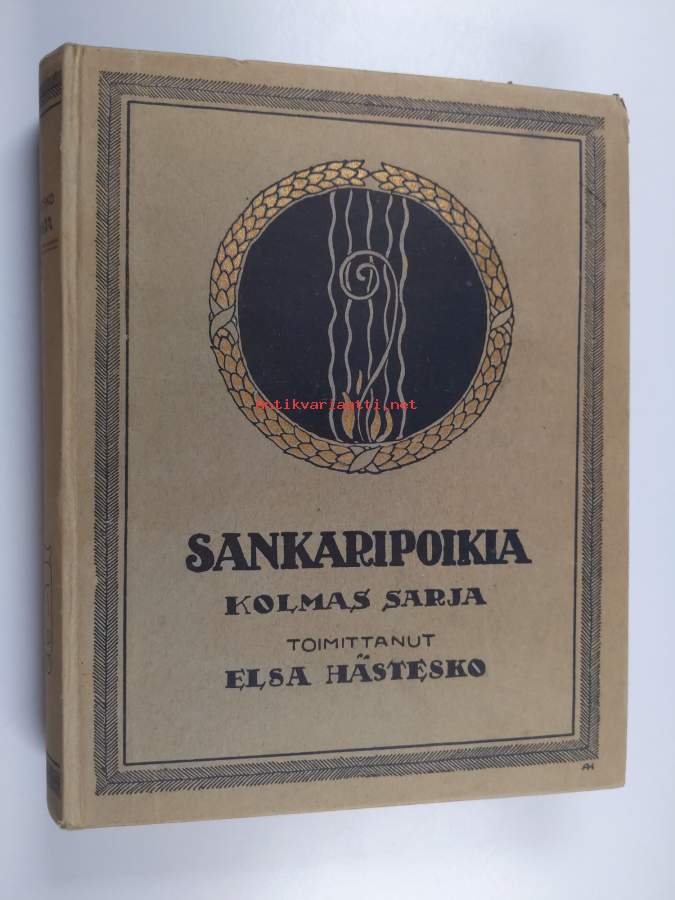 Antikvariaatti.net
SANKARIPOIKIA
KOLMAS SARJA
TOIMITTANUT
ELSA HÄSTESKO
AH